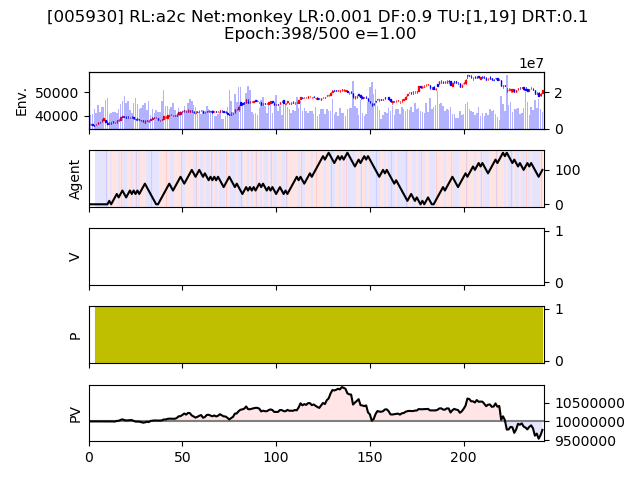 [005930] RL:a2c Net:monkey LR:0.001 DF:0.9 TU:[1,19] DRT:0.1
Epoch:398/500 e=1.00
1e7
Env.
50000
40000
2
0
Agent
100
0
V
1
0
P
1
0
PV
10500000
10000000
9500000
0
50
100
150
200